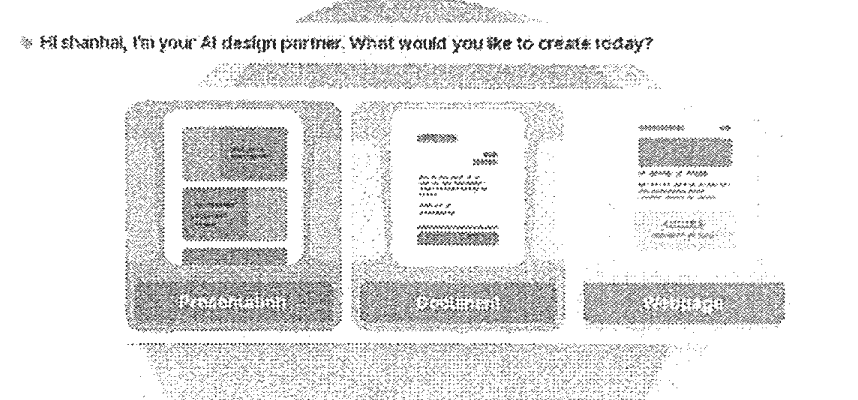 Hi shanhai, I'm your AI design partner. What would you like to create today?
Presentation
Document
Webpage